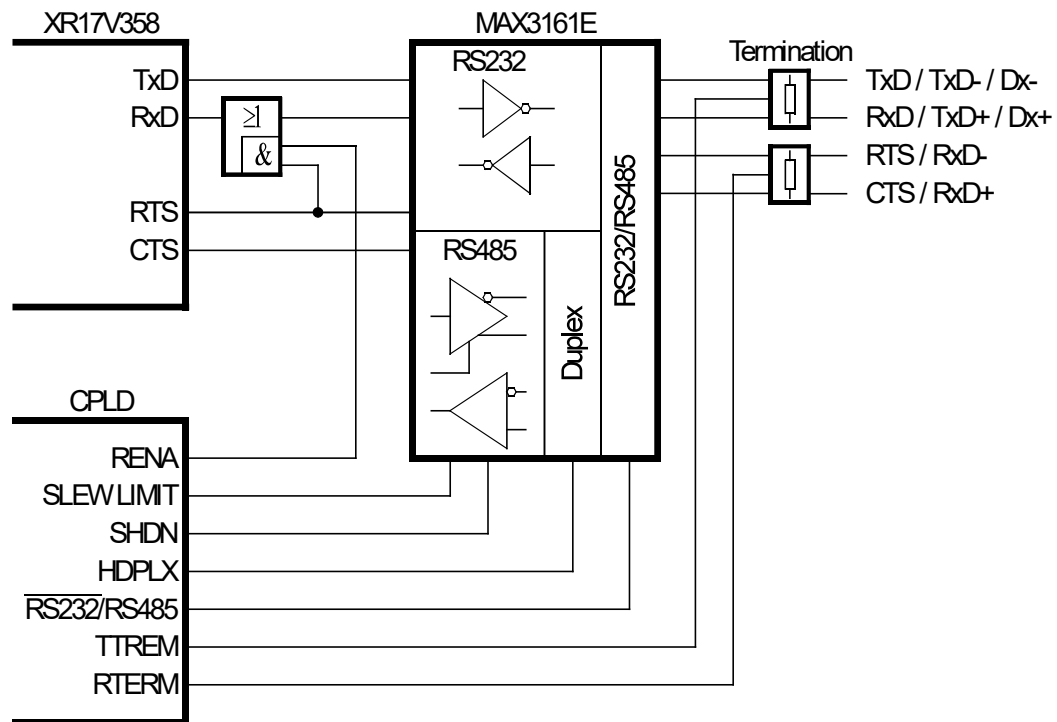 XR17V358
MAX3161E
TxD
RxD
RTS
CTS
≥1
&
RS232
RS485
Duplex
RS232/RS485
Termination
TxD / TxD- / Dx-
RxD / TxD+ / Dx+
RTS / RxD-
CTS / RxD+
CPLD
RENA
SLEW LIMIT
SHDN
HDPLX
RS232/RS485
TTREM
RTERM